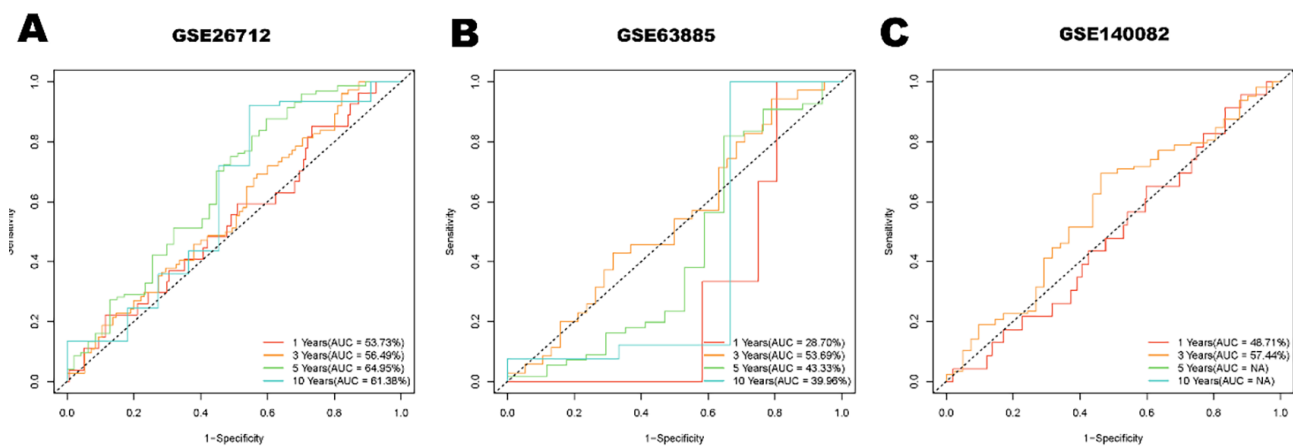 A
GSE26712
1.0
0.8
0.6
0.4
0.2
0.0
Sensitivity
1 Years(AUC = 53.73%)
3 Years(AUC = 56.49%)
5 Years(AUC = 64.95%)
10 Years(AUC = 61.38%)
0.0 0.2 0.4 0.6 0.8 1.0
1-Specificity
B
GSE63885
1.0
0.8
0.6
0.4
0.2
0.0
Sensitivity
1 Years(AUC = 28.70%)
3 Years(AUC = 53.69%)
5 Years(AUC = 43.33%)
10 Years(AUC = 39.96%)
0.0 0.2 0.4 0.6 0.8 1.0
1-Specificity
C
GSE140082
1.0
0.8
0.6
0.4
0.2
0.0
Sensitivity
1 Years(AUC = 48.71%)
3 Years(AUC = 57.44%)
5 Years(AUC = NA)
10 Years(AUC = NA)
0.0 0.2 0.4 0.6 0.8 1.0
1-Specificity